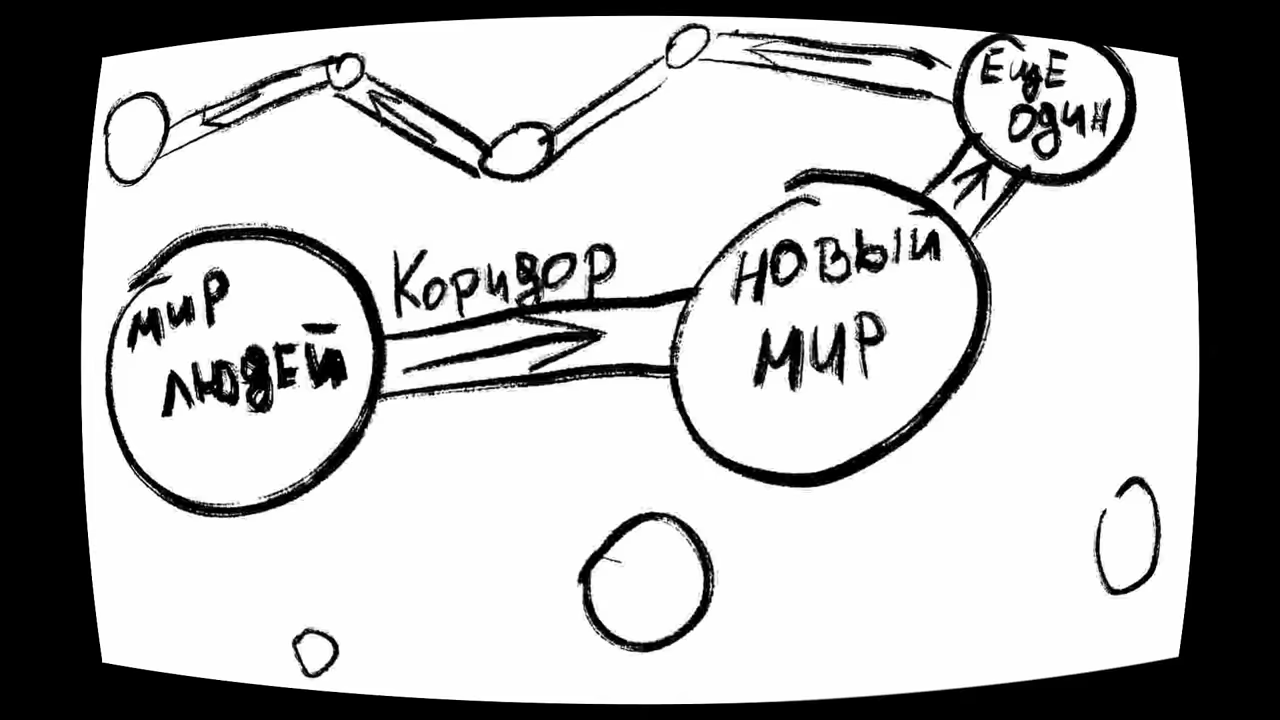 ЕщЕ
один
Коридор
мир
людЕй
новый
мир